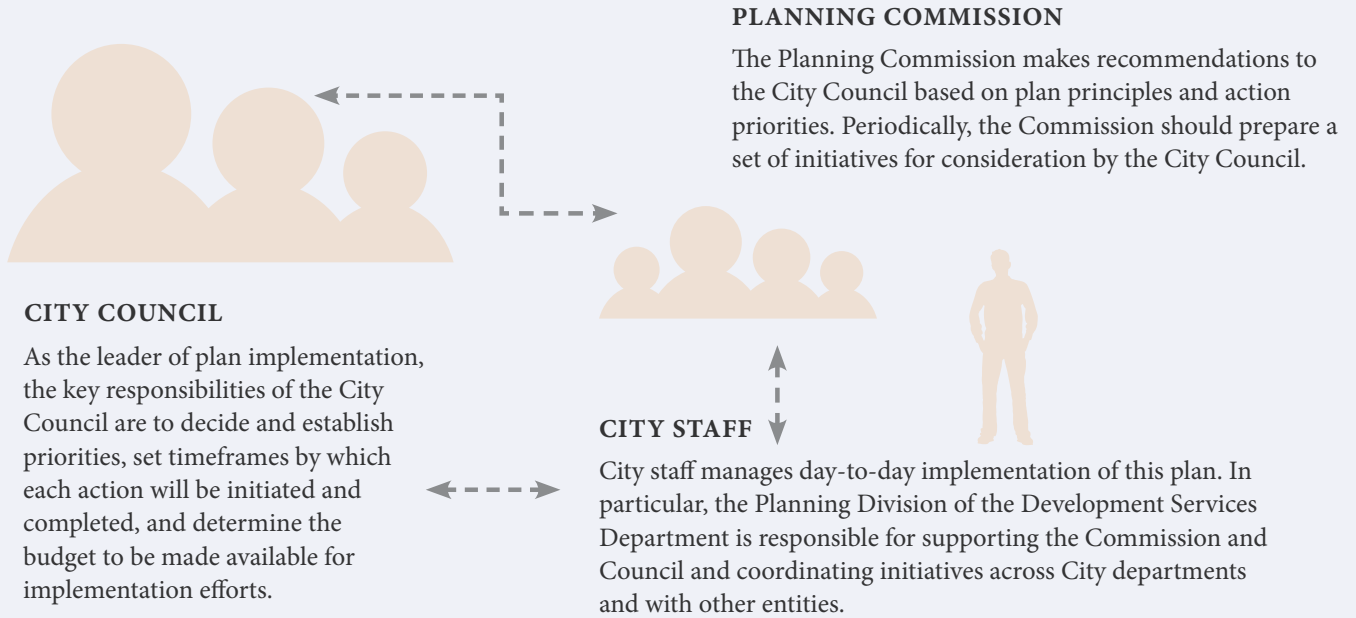 PLANNING COMMISSION
The Planning Commission makes recommendations to
the City Council based on plan principles and action
priorities. Periodically, the Commission should prepare a
set of initiatives for consideration by the City Council.
CITY COUNCIL
As the leader of plan implementation,
the key responsibilities of the City
Council are to decide and establish
priorities, set timeframes by which
each action will be initiated and
completed, and determine the
budget to be made available for
implementation efforts.
CITY STAFF
City staff manages day-to-day implementation of this plan. In
particular, the Planning Division of the Development Services
Department is responsible for supporting the Commission and
Council and coordinating initiatives across City departments
and with other entities.